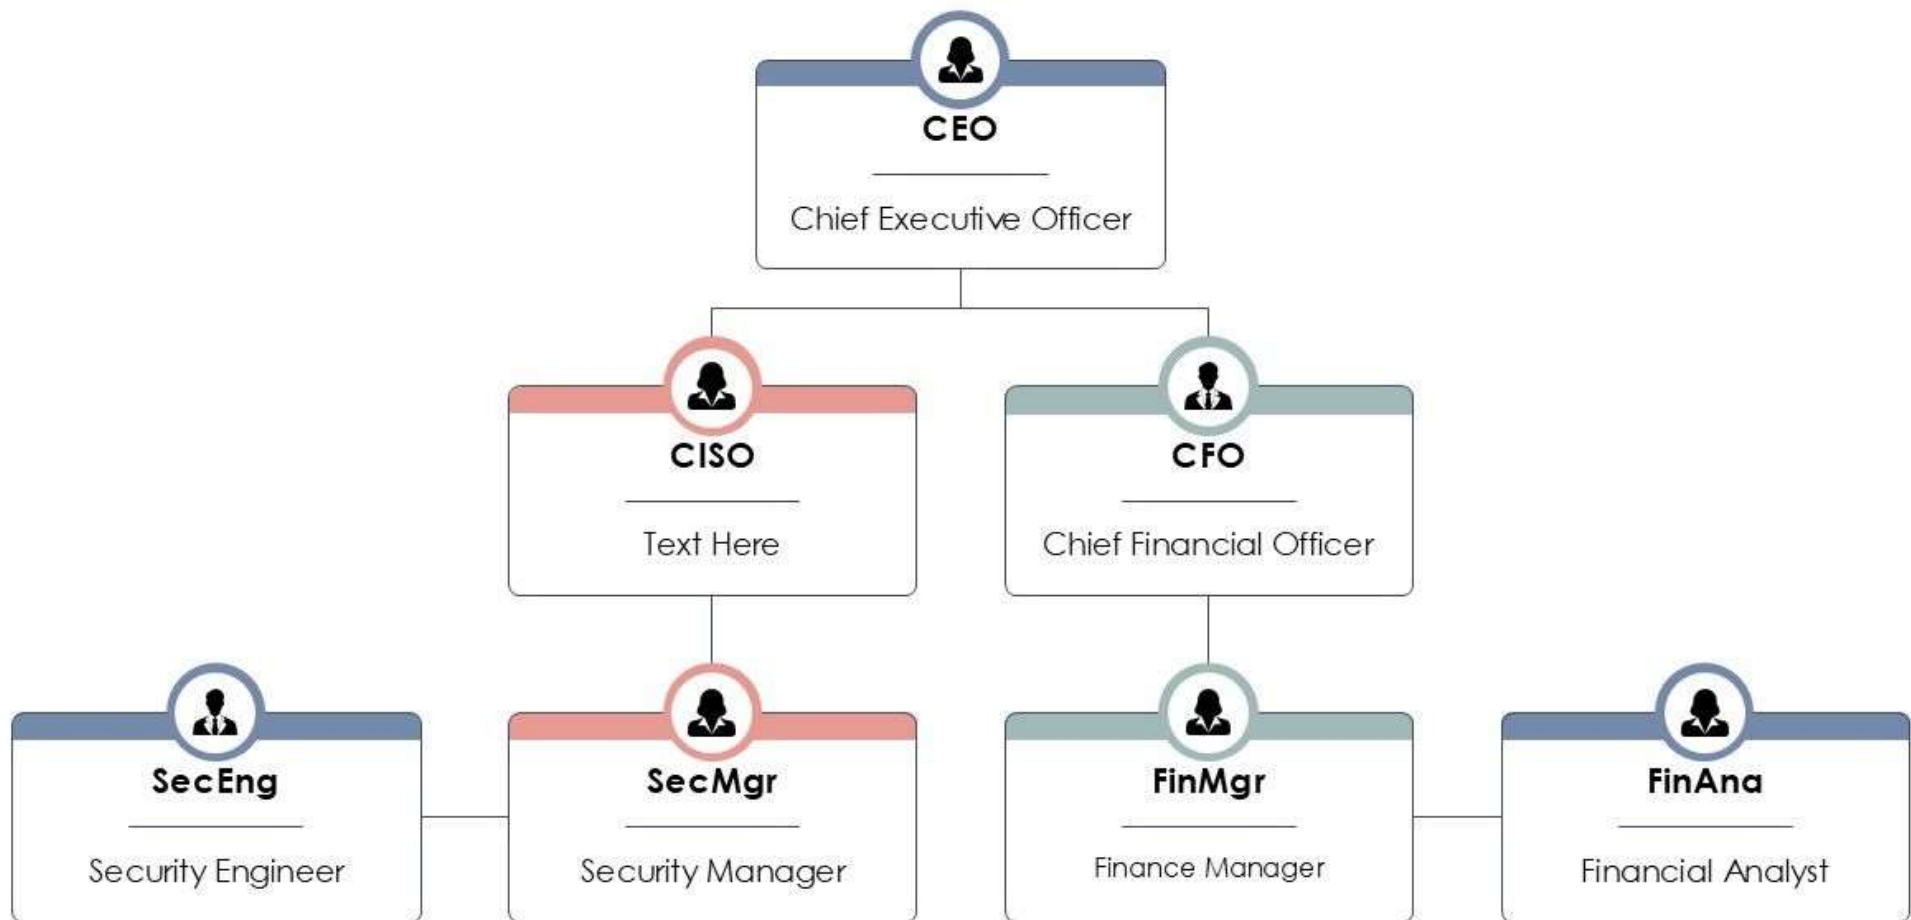 CEO
Chief Executive Officer
CISO
Text Here
CFO
Chief Financial Officer
SecEng
Security Engineer
SecMgr
Security Manager
FinMgr
Finance Manager
FinAna
Financial Analyst